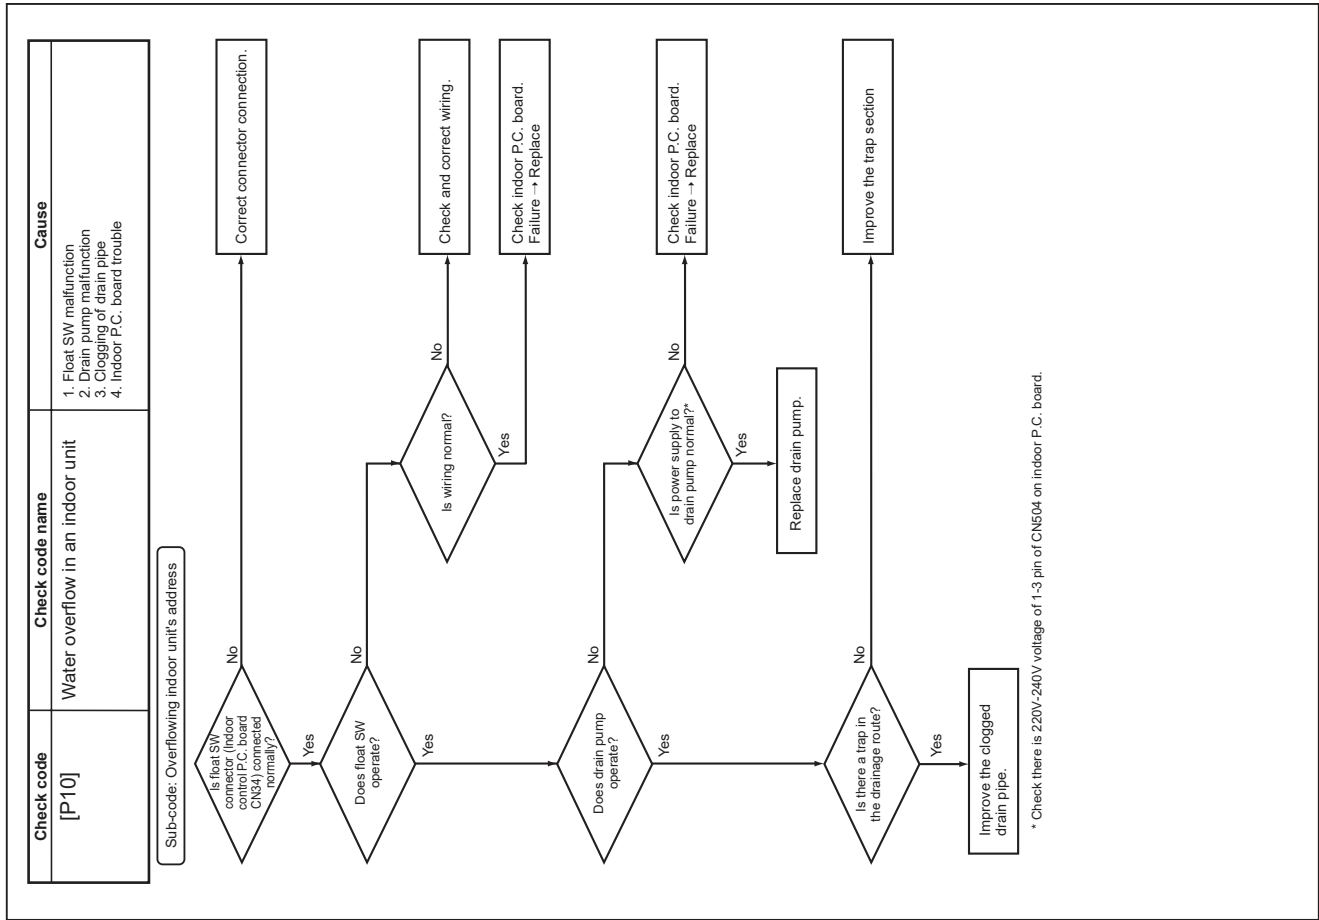 Check code
Check code name
Cause
[P10]
Water overflow in an indoor unit
1. Float SW malfunction
2. Drain pump malfunction
3. Clogging of drain pipe
4. Indoor P.C. board trouble
Sub-code: Overflowing indoor unit's address
Is float SW
connector (Indoor
control P.C. board
CN34) connected
normally?
No
Correct connector connection.
Yes
Does float SW
operate?
No
Is wiring normal?
No
Check and correct wiring.
Yes
Check indoor P.C. board.
Failure → Replace
Yes
Does drain pump
operate?
No
Is power supply to
drain pump normal?*
No
Check indoor P.C. board.
Failure → Replace
Yes
Replace drain pump.
Yes
Is there a trap in
the drainage route?
No
Improve the trap section
Yes
Improve the clogged
drain pipe.
* Check there is 220V-240V voltage of 1-3 pin of CN504 on indoor P.C. board.